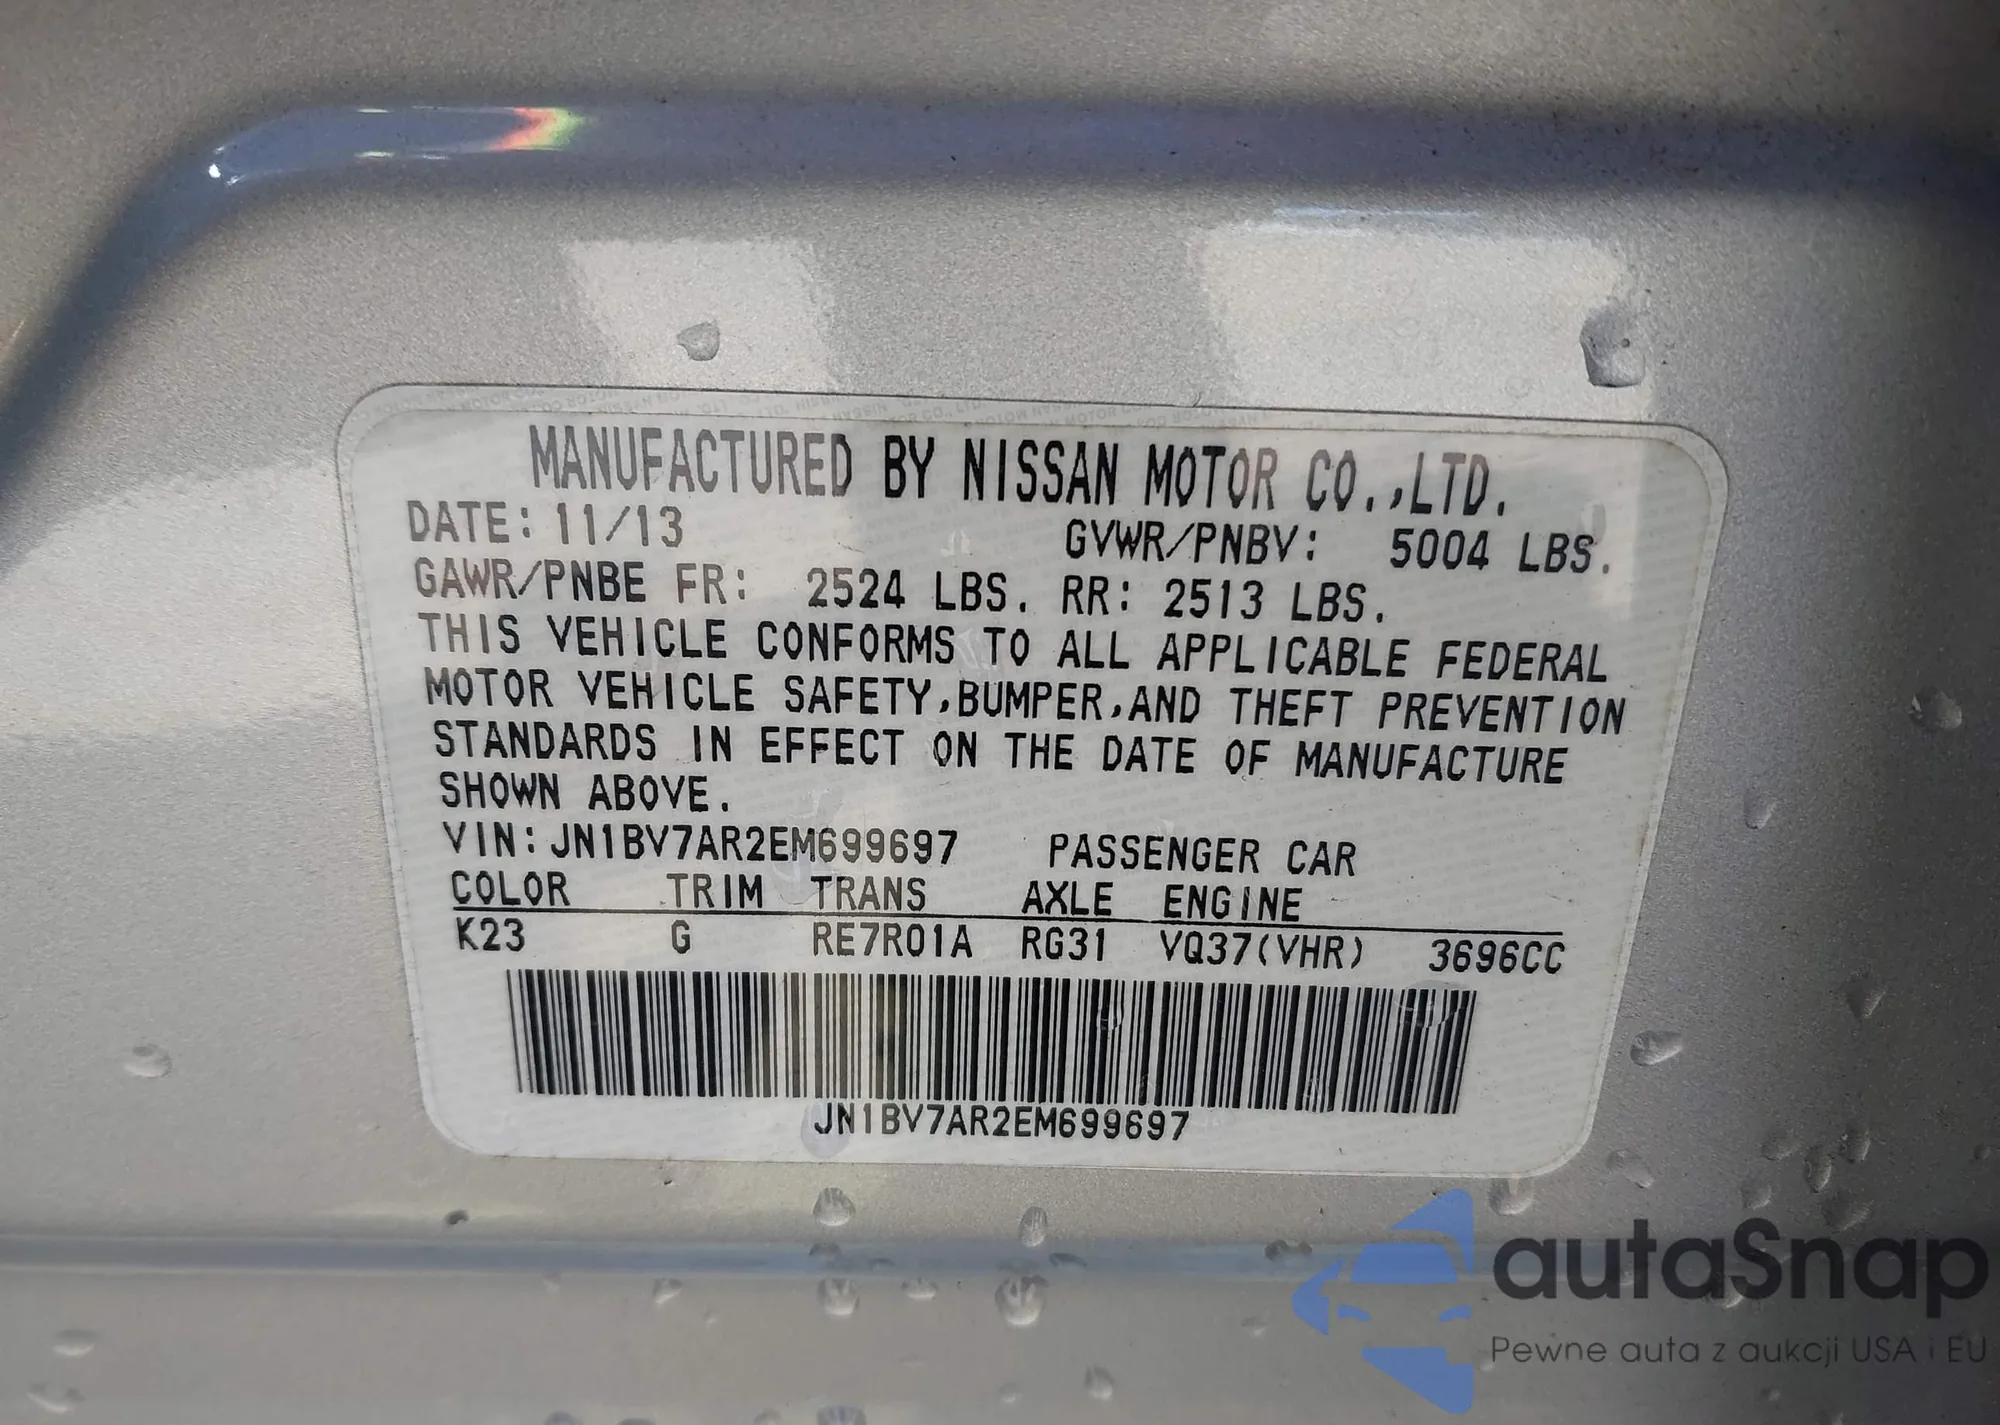 MANUFACTURED BY NISSAN MOTOR CO.,LTD.
DATE: 11/13 GVWR/PNBV: 5004 LBS.
GAWR/PNBE FR: 2524 LBS. RR: 2513 LBS.
THIS VEHICLE CONFORMS TO ALL APPLICABLE FEDERAL
MOTOR VEHICLE SAFETY,BUMPER,AND THEFT PREVENTION
STANDARDS IN EFFECT ON THE DATE OF MANUFACTURE
SHOWN ABOVE.
VIN:JN1BV7AR2EM699697 PASSENGER CAR
COLOR TRIM TRANS AXLE ENGINE
K23 G RE7R01A RG31 VQ37(VHR) 3696CC
JN1BV7AR2EM699697
autaSnap
Pewne auta z aukcji USA i EU